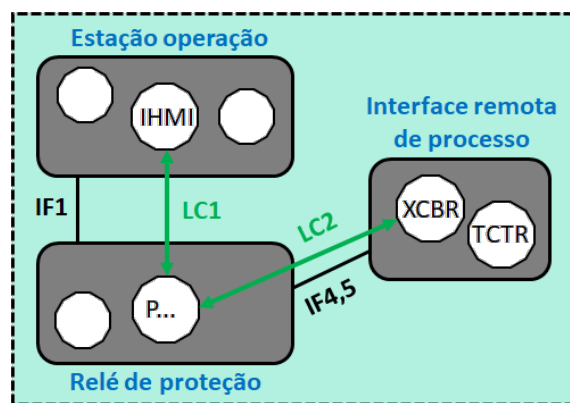 Estação operação
IHMI
Interface remota
de processo
IF1
LC1
LC2
XCBR
TCTR
P...
IF4,5
Relé de proteção